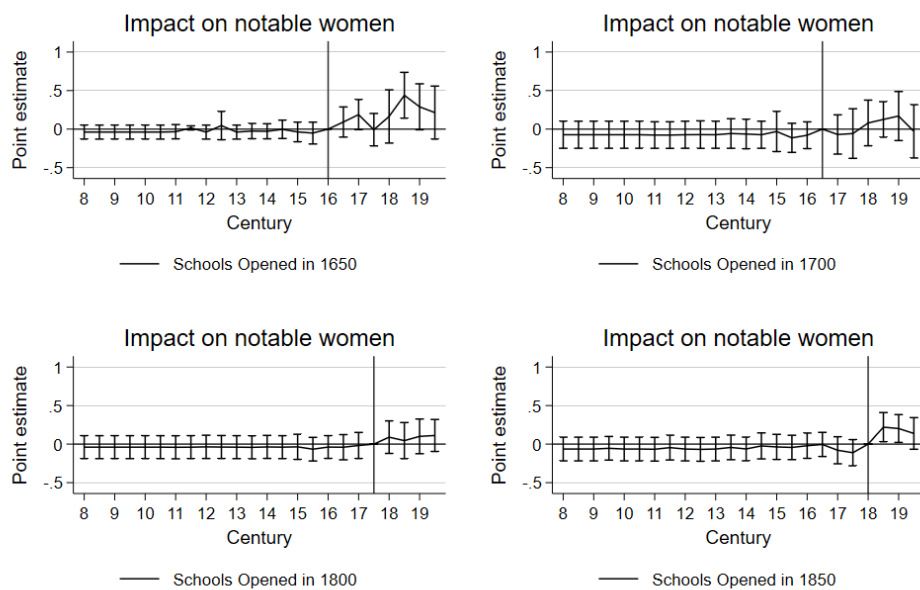 Impact on notable women
Point estimate
1
.5
0
-.5
8 9 10 11 12 13 14 15 16 17 18 19
Century
Schools Opened in 1650
Impact on notable women
Point estimate
1
.5
0
-.5
8 9 10 11 12 13 14 15 16 17 18 19
Century
Schools Opened in 1700
Impact on notable women
Point estimate
1
.5
0
-.5
8 9 10 11 12 13 14 15 16 17 18 19
Century
Schools Opened in 1800
Impact on notable women
Point estimate
1
.5
0
-.5
8 9 10 11 12 13 14 15 16 17 18 19
Century
Schools Opened in 1850